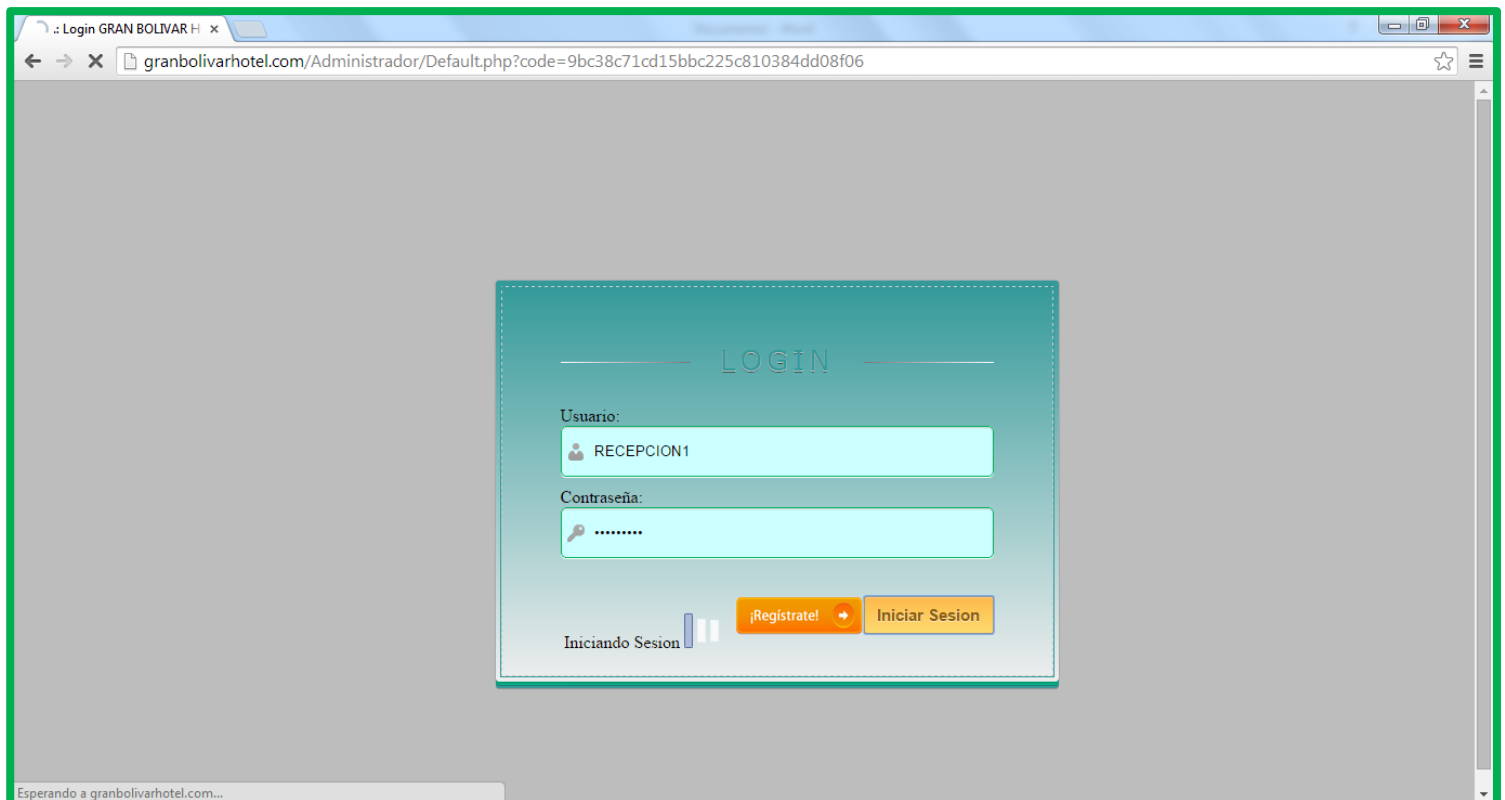 .: Login GRAN BOLIVAR H
granbolivarhotel.com/Administrador/Default.php?code=9bc38c71cd15bbc225c810384dd08f06
LOGIN
Usuario:
RECEPCION1
Contraseña:
•••••••••
¡Regístrate!
Iniciar Sesion
Iniciando Sesion
Esperando a granbolivarhotel.com...